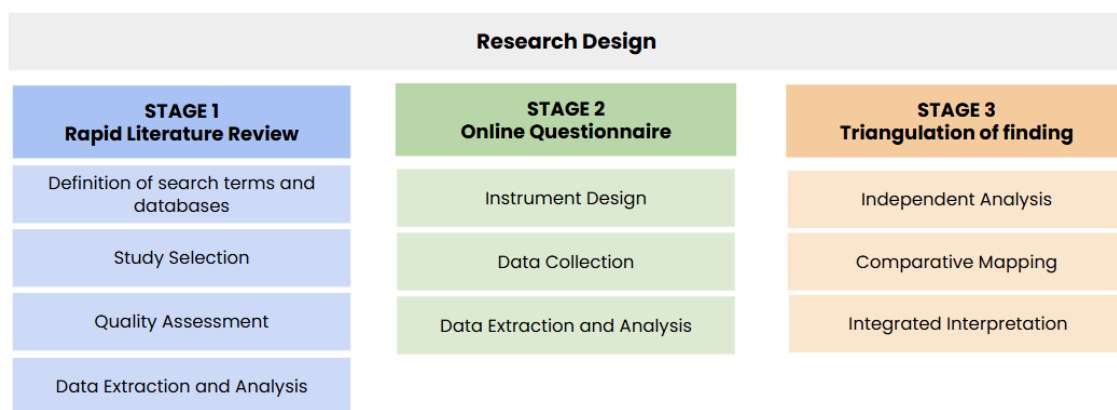 Research Design
STAGE 1
Rapid Literature Review
Definition of search terms and
databases
Study Selection
Quality Assessment
Data Extraction and Analysis
STAGE 2
Online Questionnaire
Instrument Design
Data Collection
Data Extraction and Analysis
STAGE 3
Triangulation of finding
Independent Analysis
Comparative Mapping
Integrated Interpretation